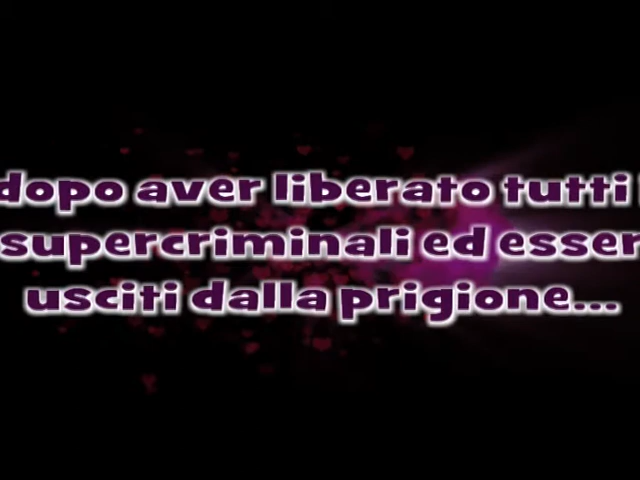 dopo aver liberato tutti
supercriminali ed esser
usciti dalla prigione...